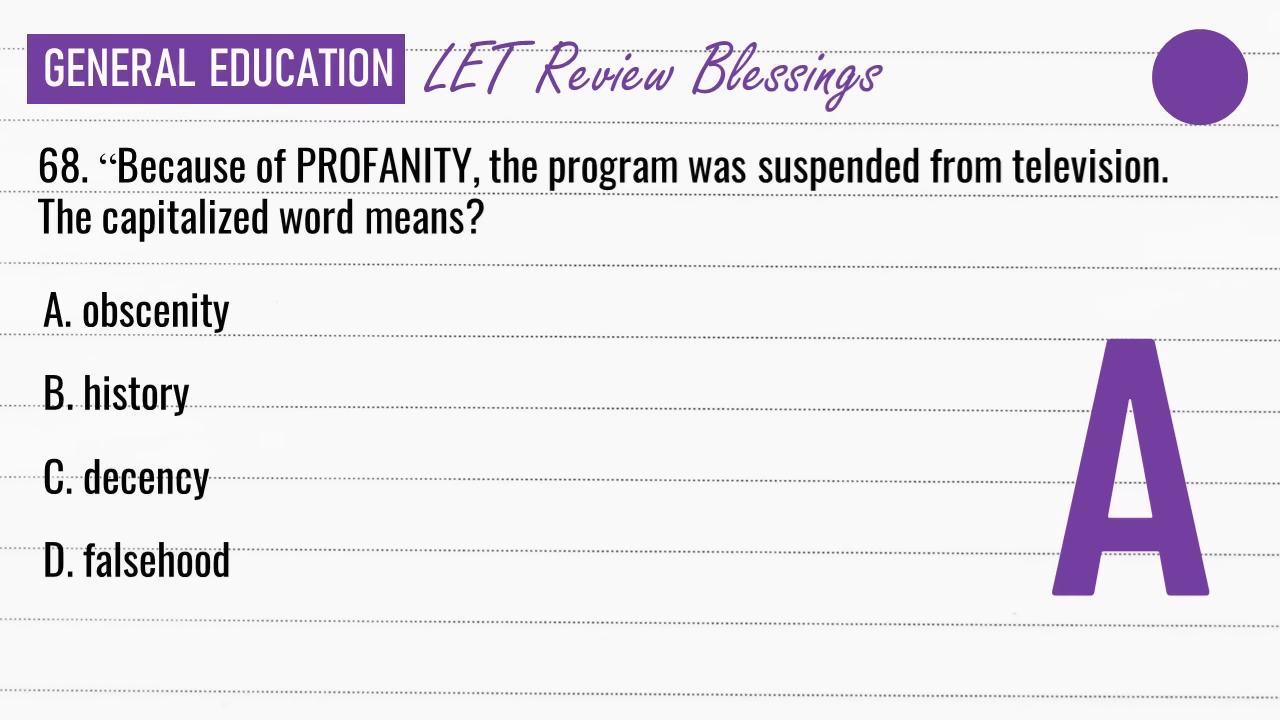 GENERAL EDUCATION LET Review Blessings
68. “Because of PROFANITY, the program was suspended from television.
The capitalized word means?
A. obscenity
B. history
C. decency
D. falsehood
A